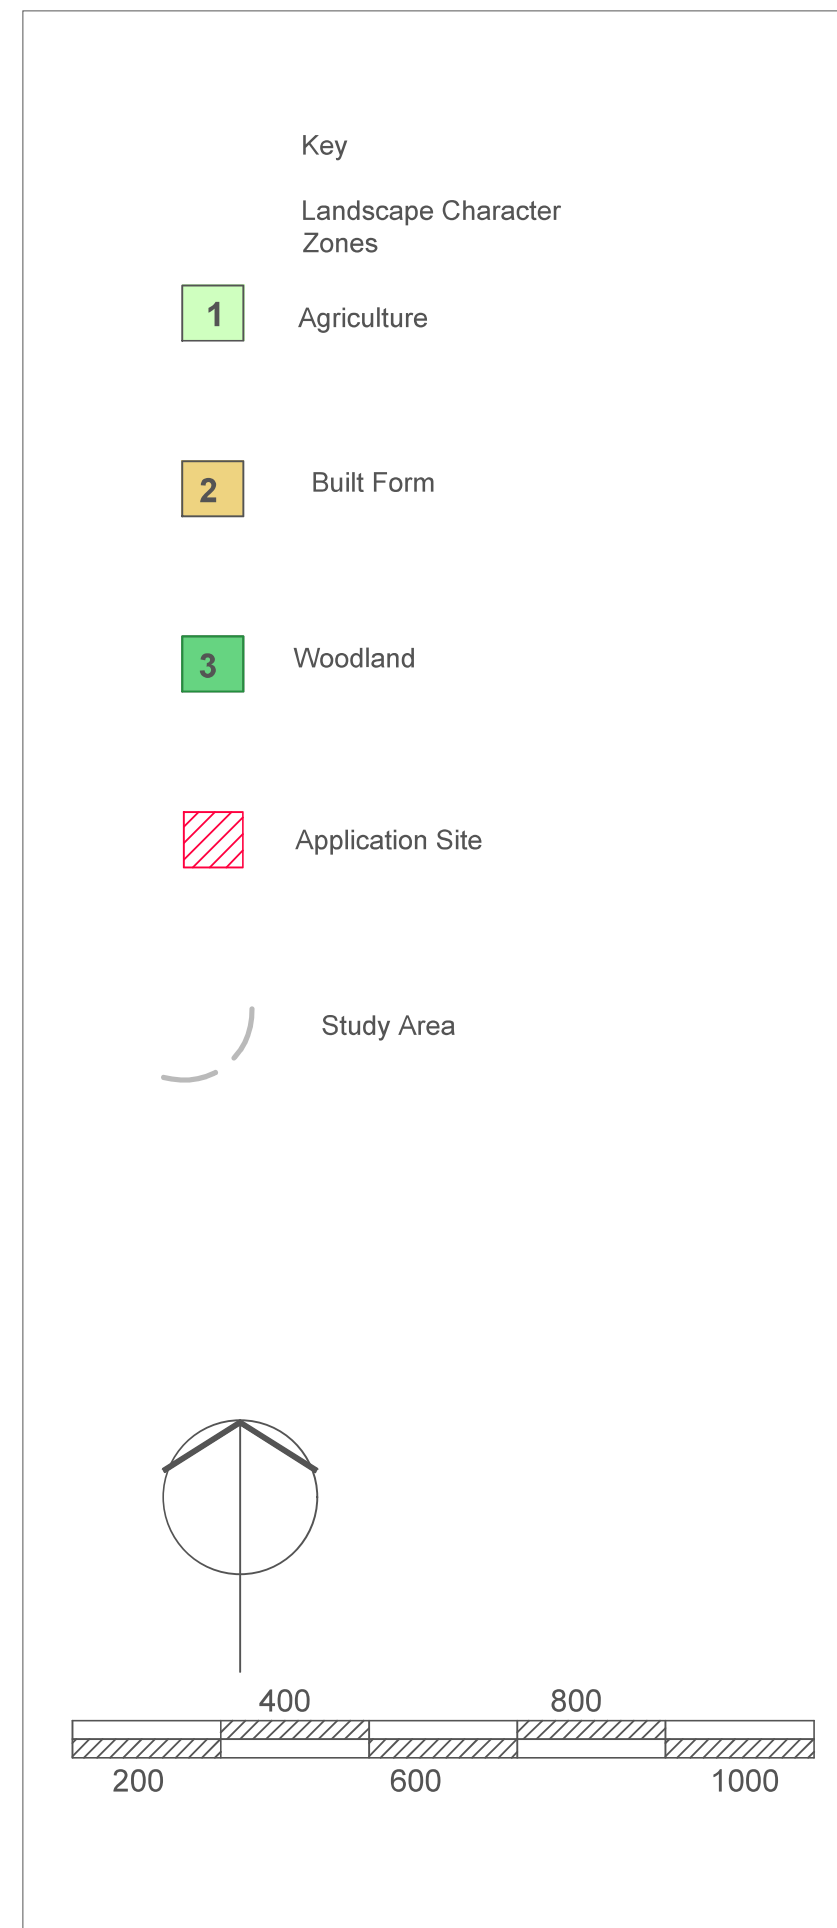 Key
Landscape Character
Zones
1 Agriculture
2 Built Form
3 Woodland
Application Site
Study Area
400 800
200 600 1000